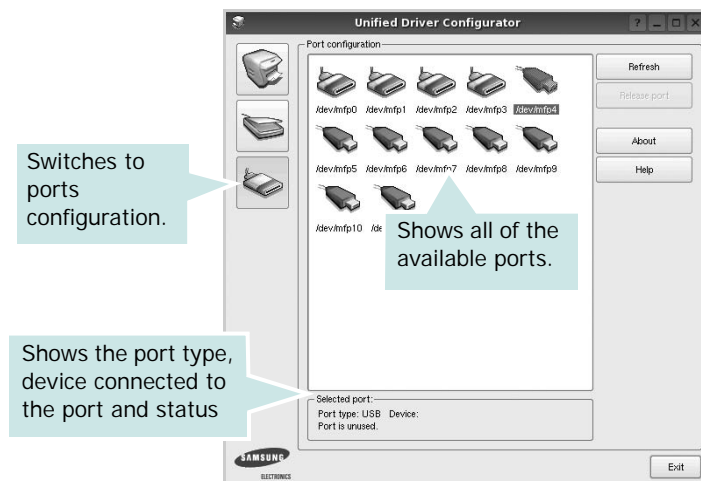 Unified Driver Configurator
Port configuration
/dev/mfp0 /dev/mfp1 /dev/mfp2 /dev/mfp3 /dev/mfp4
/dev/mfp5 /dev/mfp6 /dev/mfp7 /dev/mfp8 /dev/mfp9
/dev/mfp10
Refresh
Release port
About
Help
Switches to
ports
configuration.
Shows all of the
available ports.
Shows the port type,
device connected to
the port and status
Selected port:
Port type: USB Device:
Port is unused.
SAMSUNG
ELECTRONICS
Exit